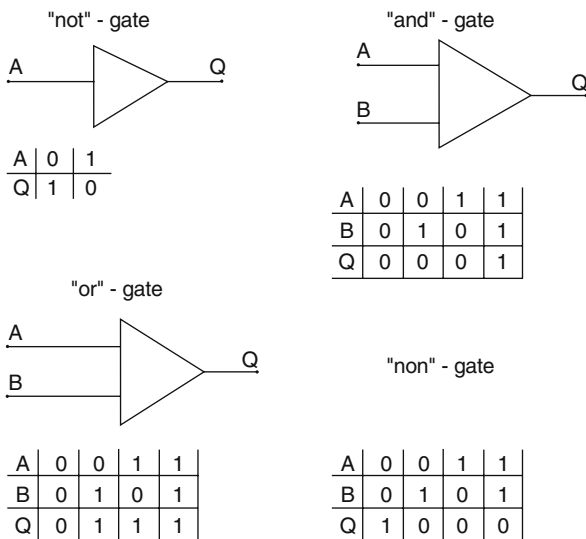 "not" - gate
A Q
A 0 1
Q 1 0
"and" - gate
A
B
Q
A 0 0 1 1
B 0 1 0 1
Q 0 0 0 1
"or" - gate
A
B
Q
A 0 0 1 1
B 0 1 0 1
Q 0 1 1 1
"non" - gate
A 0 0 1 1
B 0 1 0 1
Q 1 0 0 0